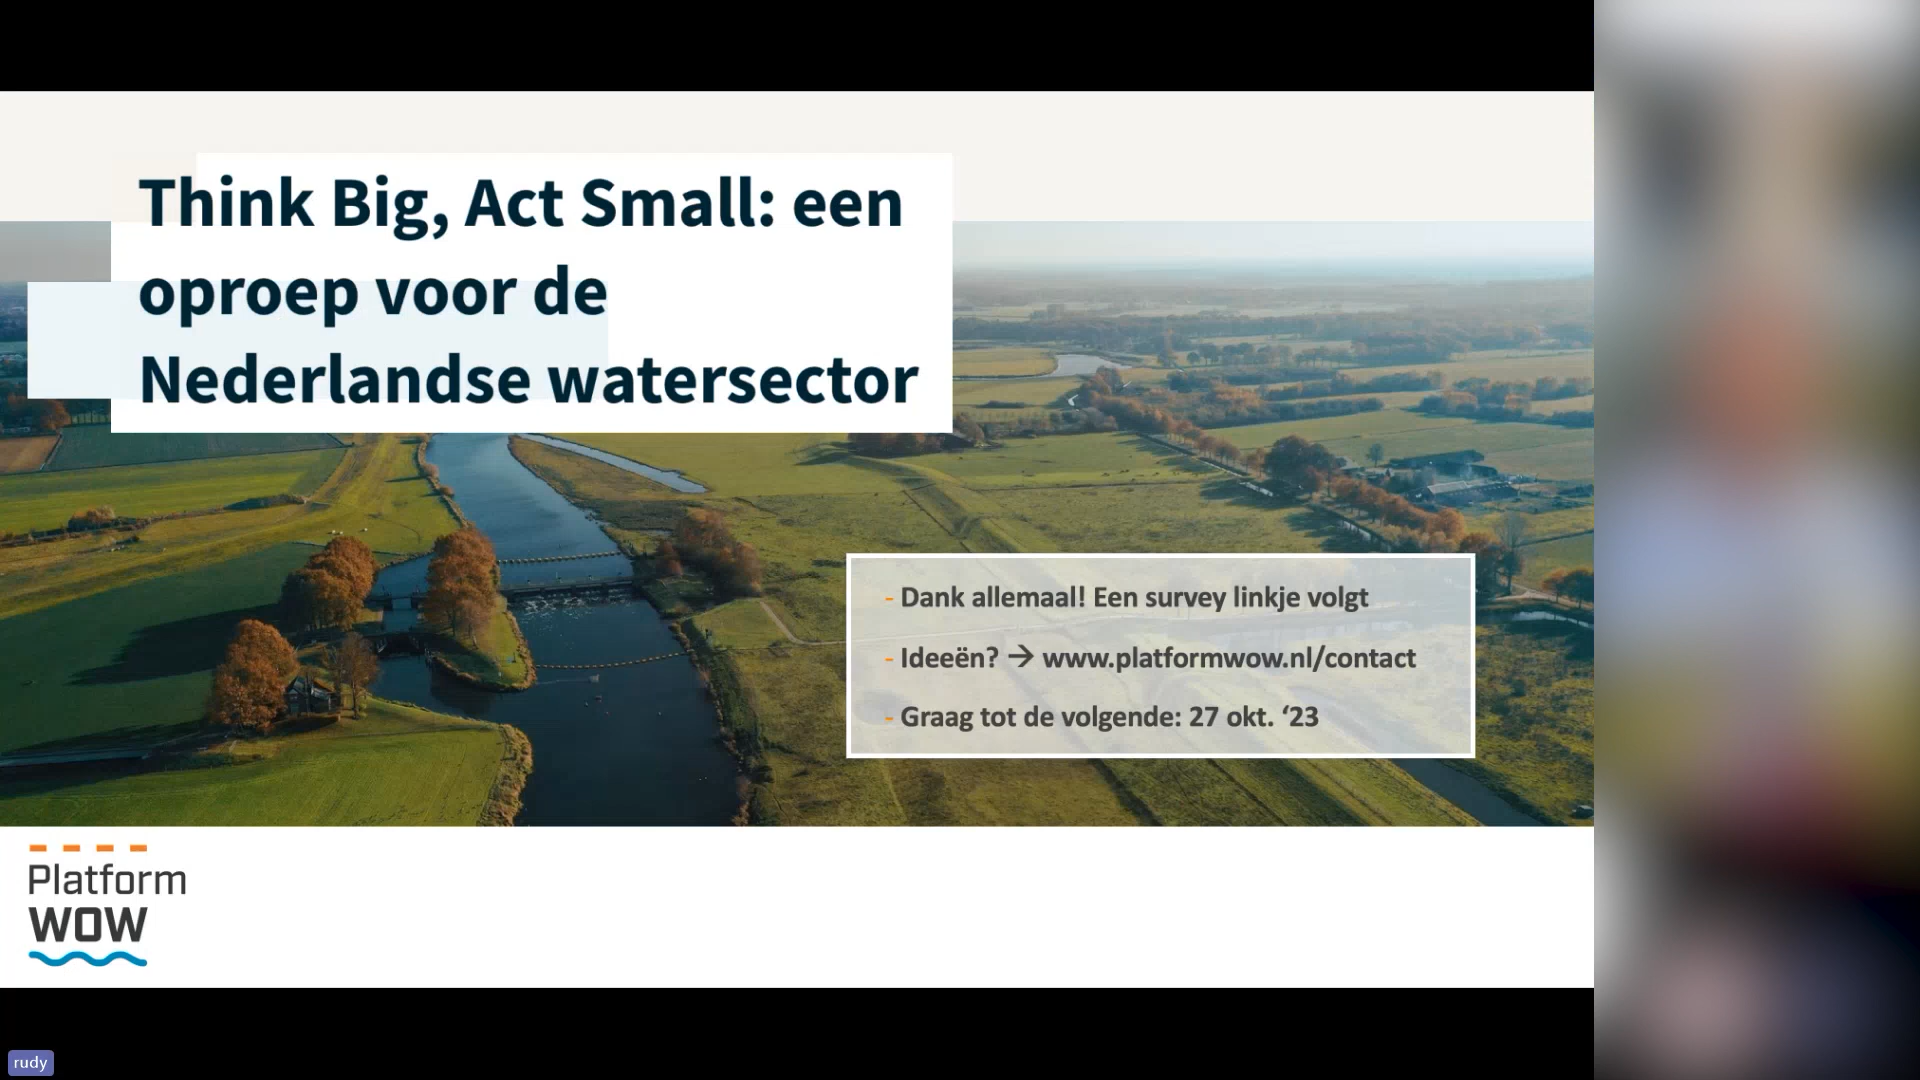 Think Big, Act Small: een
oproep voor de
Nederlandse watersector
- Dank allemaal! Een survey linkje volgt
- Ideeën? → www.platformwow.nl/contact
- Graag tot de volgende: 27 okt. ‘23
Platform
WOW
rudy